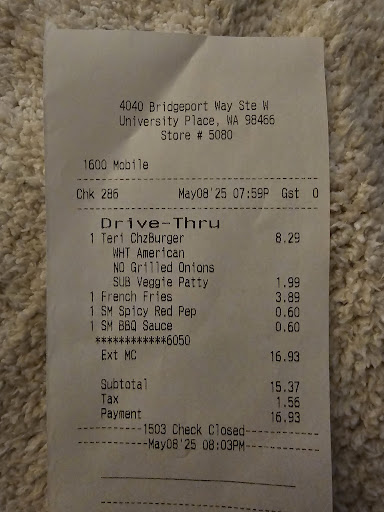 4040 Bridgeport Way Ste W
University Place, WA 98466
Store # 5080
1600 Mobile
Chk 286 May08'25 07:59P Gst 0
Drive-Thru
1 Teri ChzBurger 8.29
WHT American
NO Grilled Onions
SUB Veggie Patty 1.99
1 French Fries 3.89
1 SM Spicy Red Pep 0.60
1 SM BBQ Sauce 0.60
************6050
Ext MC 16.93
Subtotal 15.37
Tax 1.56
Payment 16.93
--------1503 Check Closed--------
---------May08'25 08:03PM---------